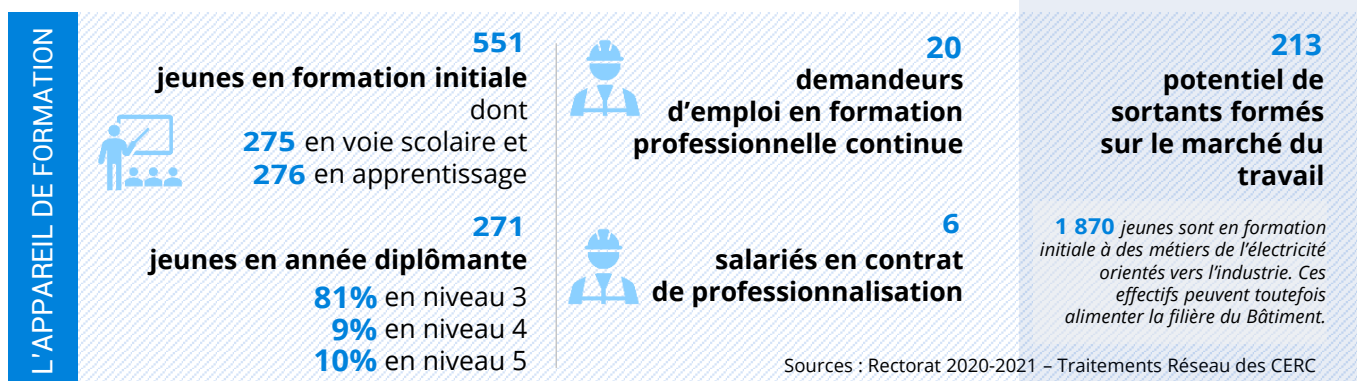 L'APPAREIL DE FORMATION
551
jeunes en formation initiale
dont
275 en voie scolaire et
276 en apprentissage
271
jeunes en année diplômante
81% en niveau 3
9% en niveau 4
10% en niveau 5
20
demandeurs
d’emploi en formation
professionnelle continue
6
salariés en contrat
de professionnalisation
213
potentiel de
sortants formés
sur le marché du
travail
1 870 jeunes sont en formation
initiale à des métiers de l’électricité
orientés vers l’industrie. Ces
effectifs peuvent toutefois
alimenter la filière du Bâtiment.
Sources : Rectorat 2020-2021 – Traitements Réseau des CERC